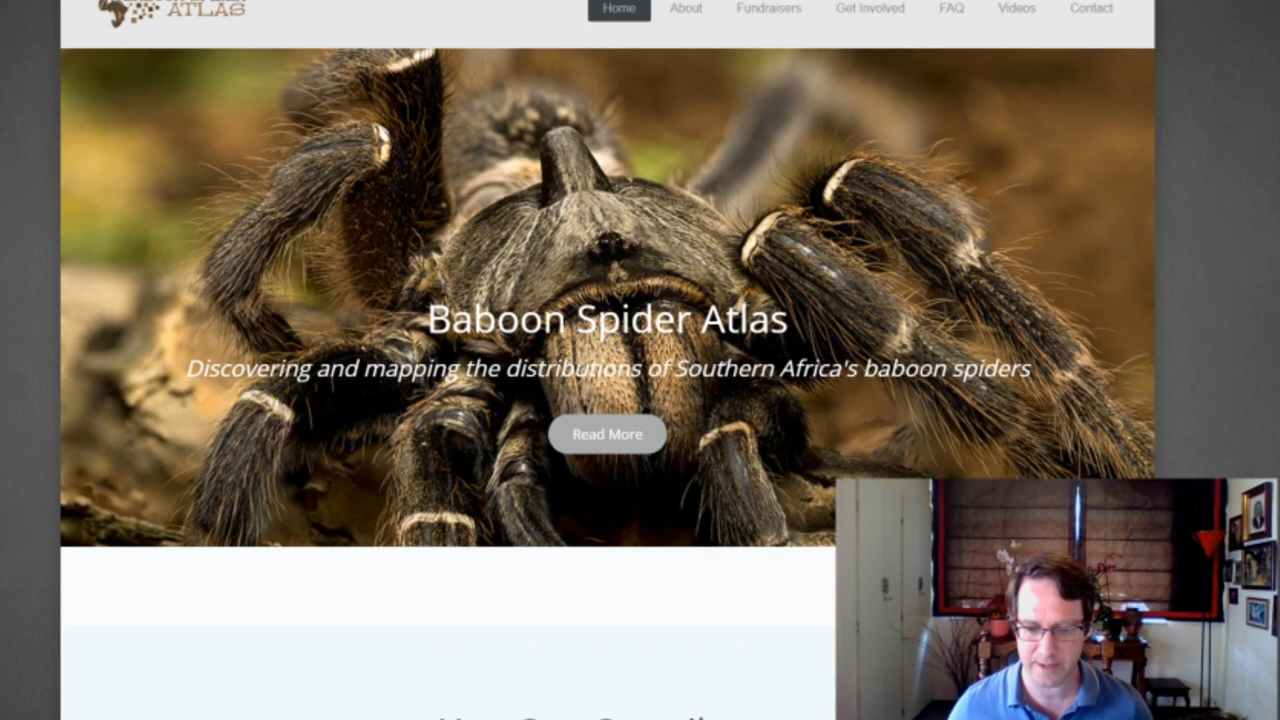 ATLAS
Home About Fundraisers Get Involved FAQ Videos Contact
Baboon Spider Atlas
Discovering and mapping the distributions of Southern Africa's baboon spiders
Read More